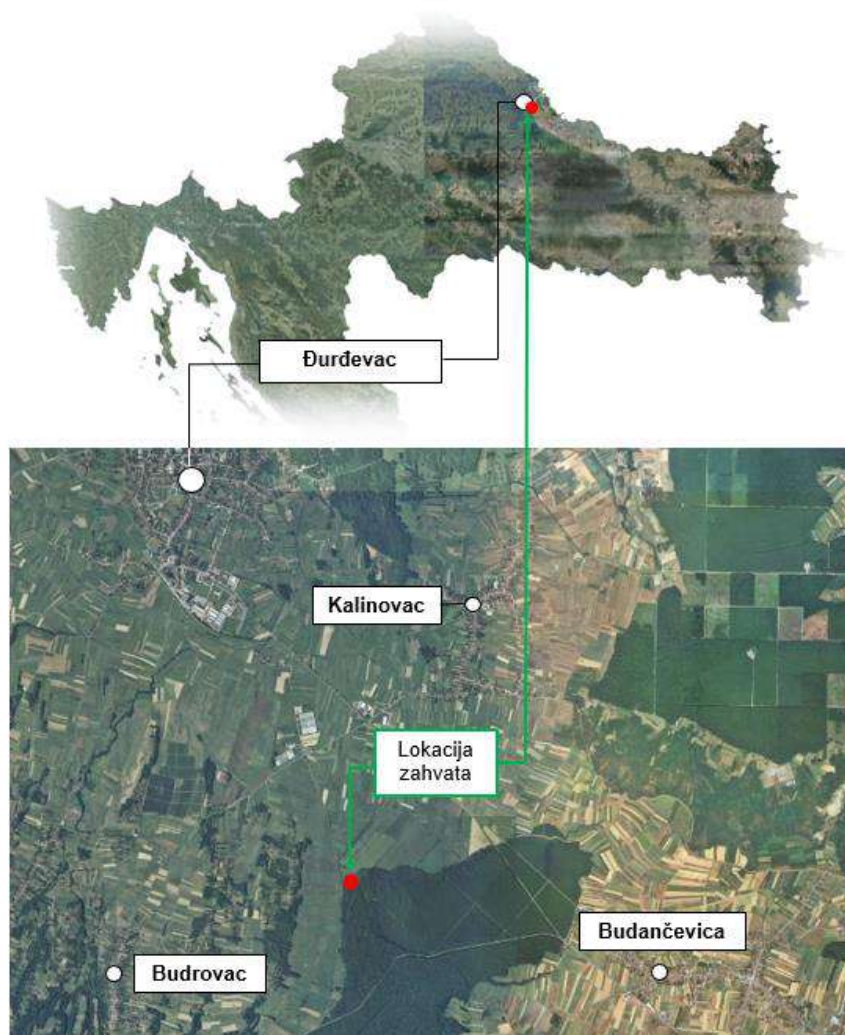 Đurđevac
Kalinovac
Lokacija
zahvata
Budančevica
Budrovac